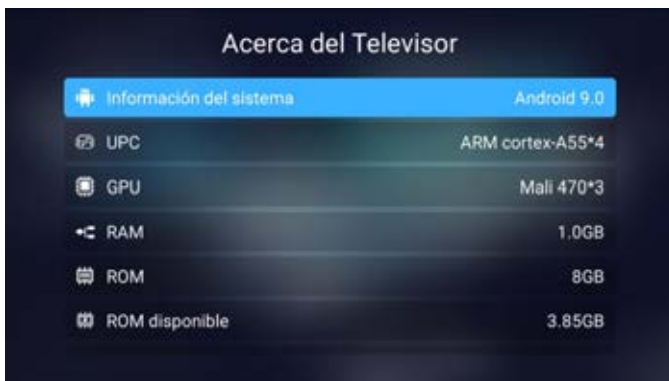 Acerca del Televisor
Información del sistema Android 9.0
UPC ARM cortex-A55*4
GPU Mali 470*3
RAM 1.0GB
ROM 8GB
ROM disponible 3.85GB